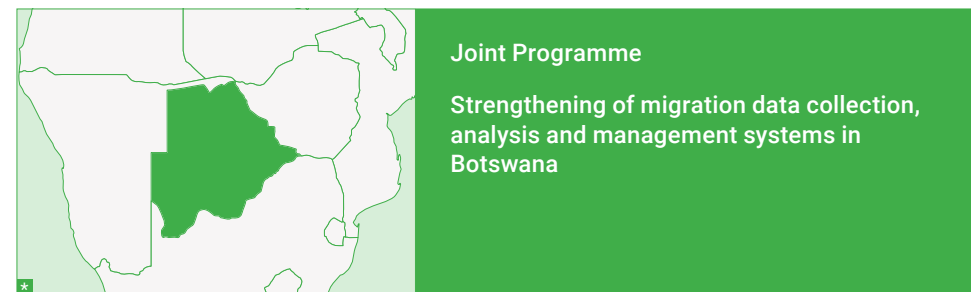 Joint Programme
Strengthening of migration data collection,
analysis and management systems in
Botswana
*